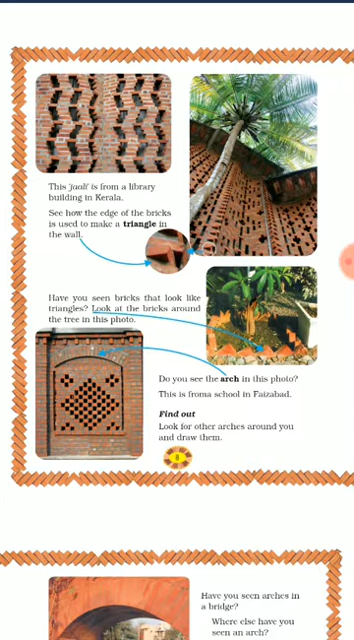 This 'jaali' is from a library
building in Kerala.
See how the edge of the bricks
is used to make a triangle in
the wall.
Have you seen bricks that look like
triangles? Look at the bricks around
the tree in this photo.
Do you see the arch in this photo?
This is froma school in Faizabad.
Find out
Look for other arches around you
and draw them.
8
Have you seen arches in
a bridge?
Where else have you
seen an arch?